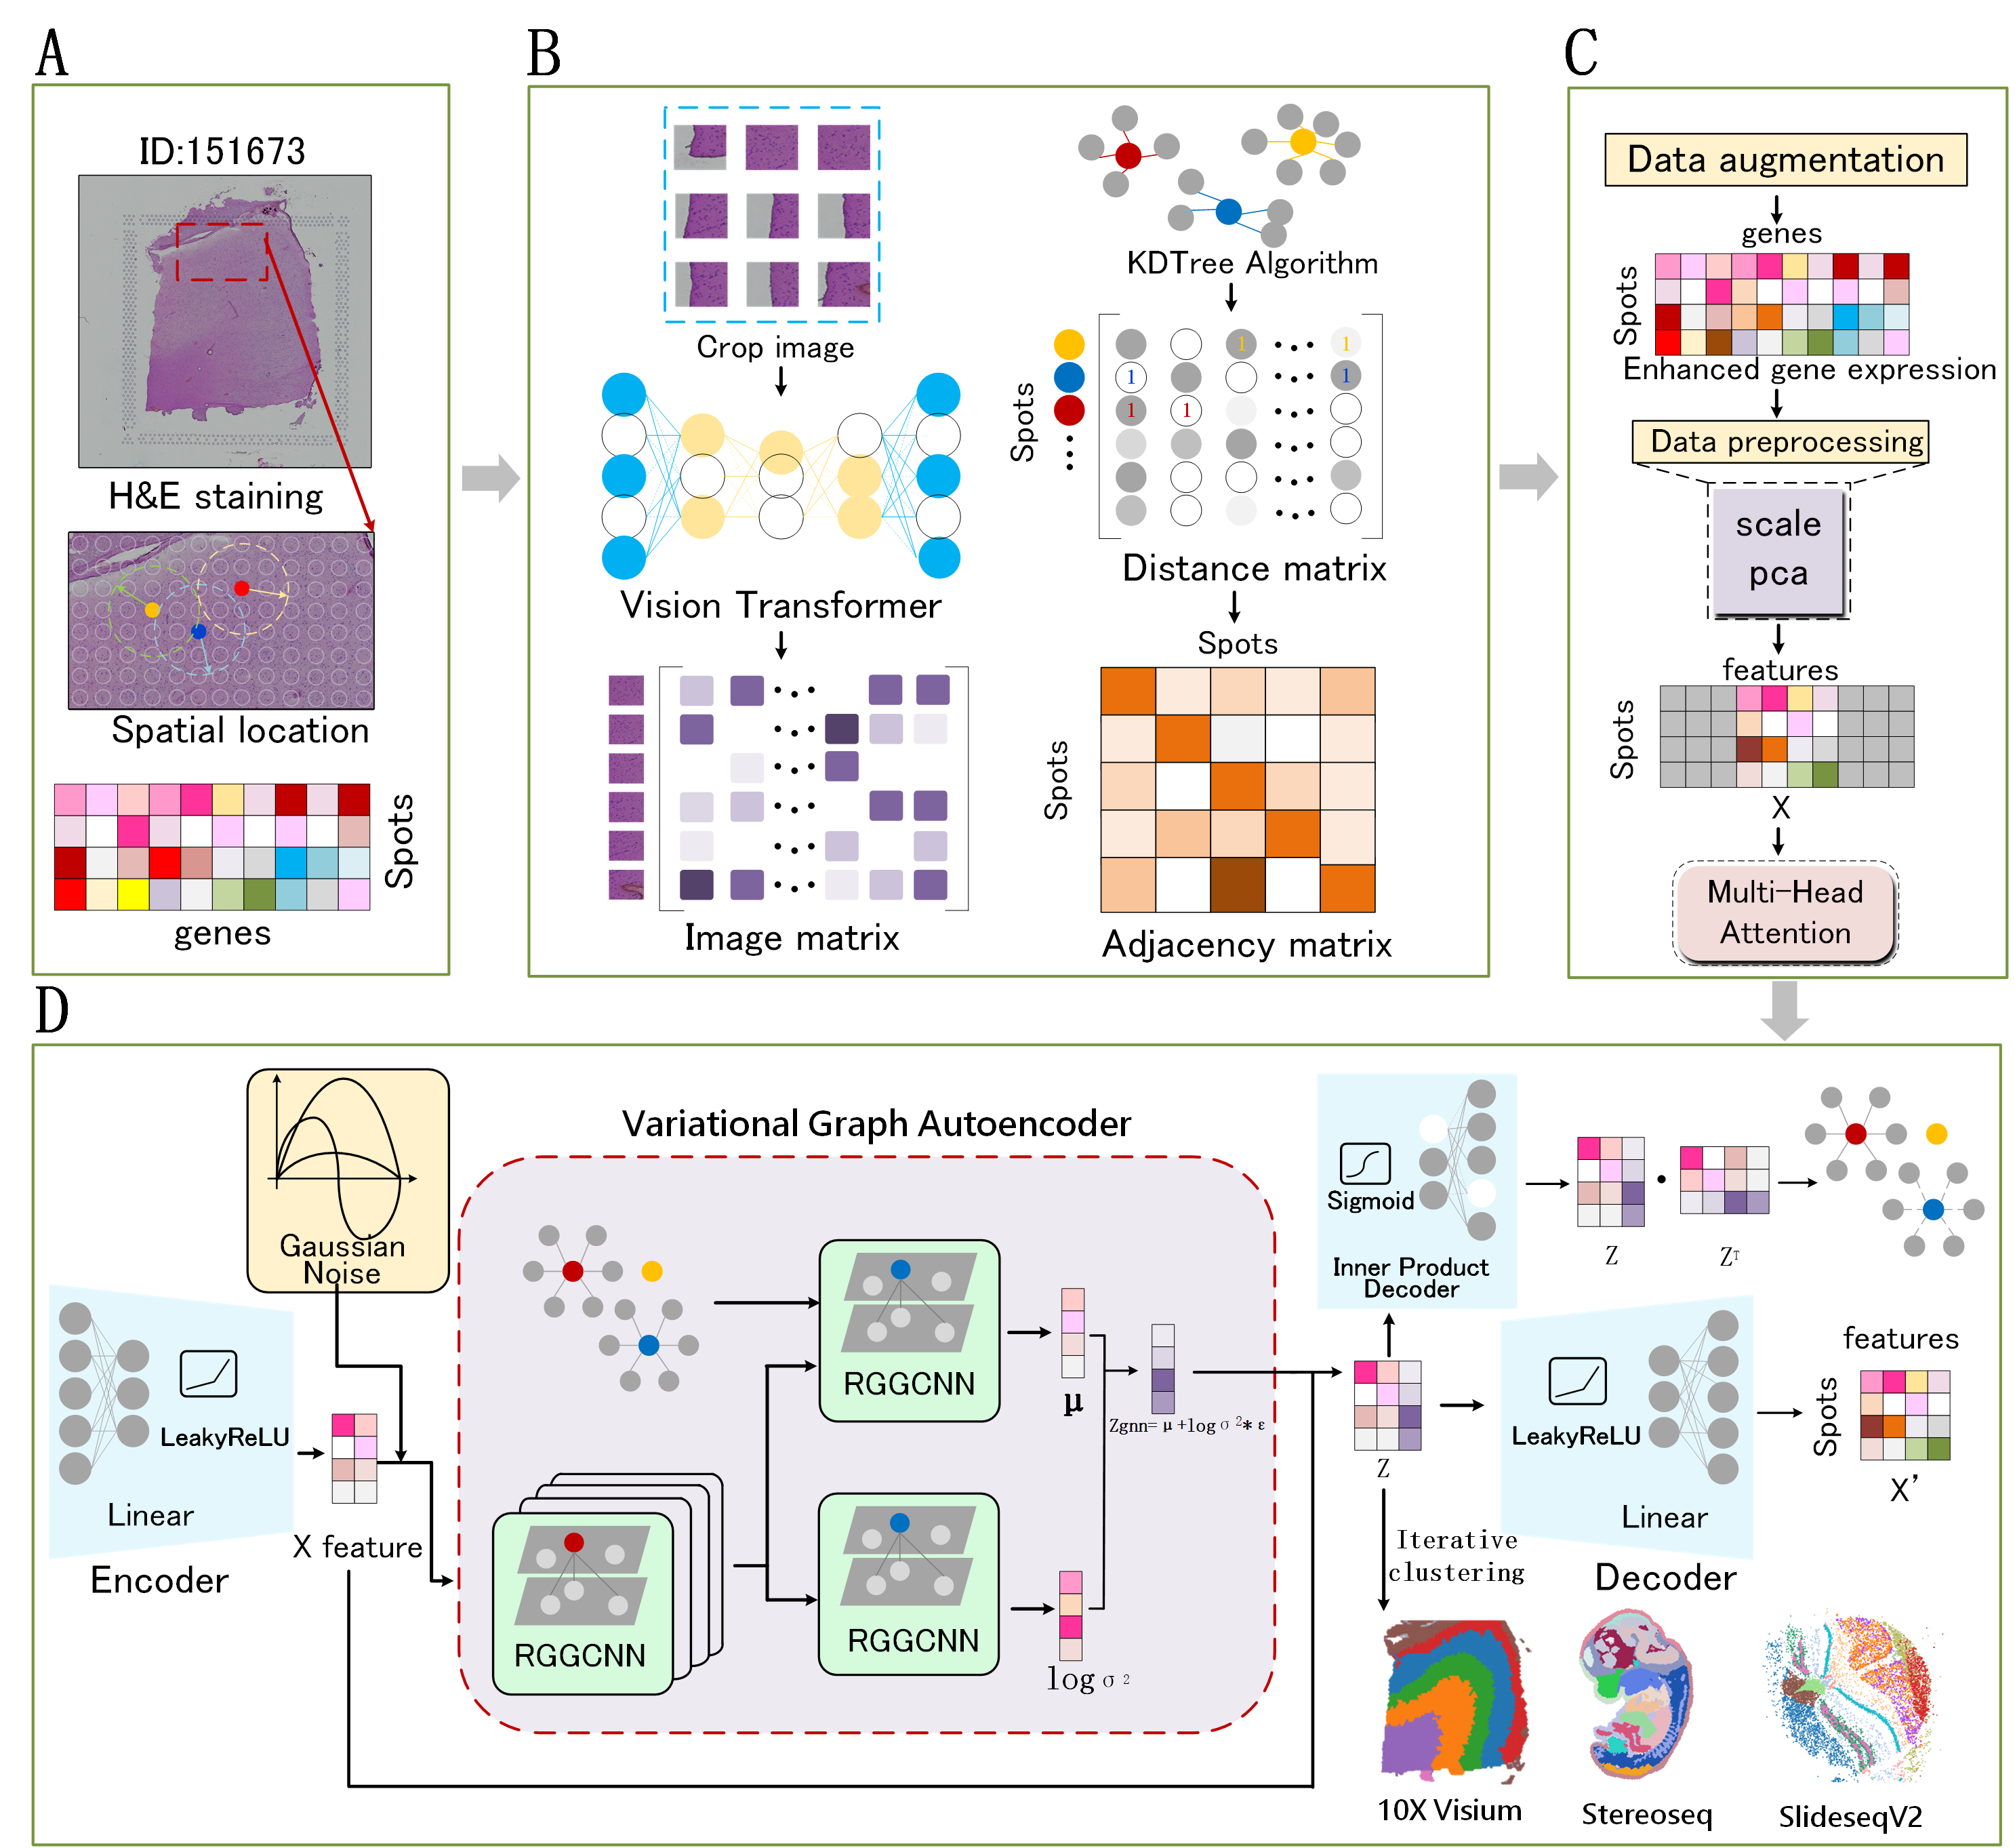 A
ID:151673
H&E staining
Spatial location
Spots
genes
B
Crop image
Vision Transformer
Image matrix
KDTree Algorithm
Spots
1
1
1
1
1
1
Distance matrix
Spots
Spots
Adjacency matrix
C
Data augmentation
genes
Spots
Enhanced gene expression
Data preprocessing
scale
pca
features
Spots
X
Multi-Head
Attention
D
Gaussian
Noise
LeakyReLU
Linear
Encoder
X feature
Variational Graph Autoencoder
RGGCNN
RGGCNN
RGGCNN
μ
log σ²
Zgnn= μ+log σ²* ε
Sigmoid
Inner Product
Decoder
Z
Zᵀ
Z
LeakyReLU
Linear
Decoder
features
Spots
X'
Iterative
clustering
10X Visium
Stereoseq
SlideseqV2